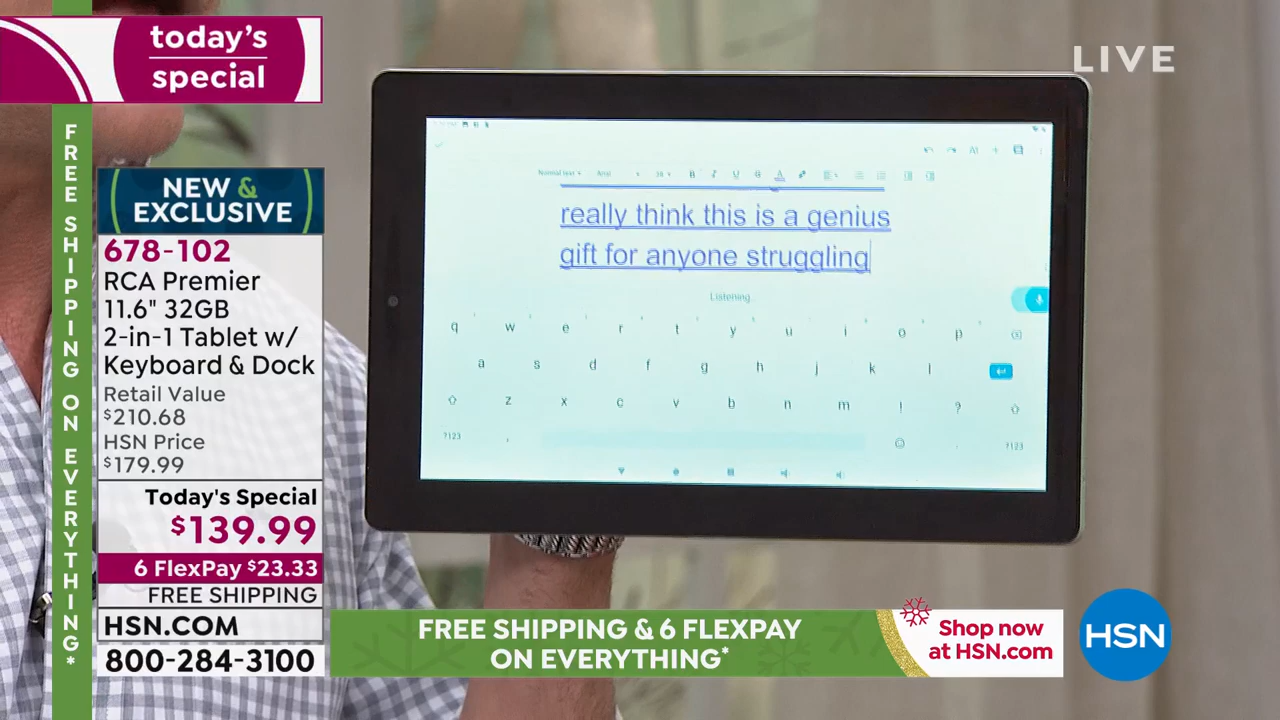 today's
special
LIVE
FREE SHIPPING ON EVERYTHING*
NEW &
EXCLUSIVE
678-102
RCA Premier
11.6" 32GB
2-in-1 Tablet w/
Keyboard & Dock
Retail Value
$210.68
HSN Price
$179.99
Today's Special
$139.99
6 FlexPay $23.33
FREE SHIPPING
HSN.COM
800-284-3100
Normal text Arial B I U S A
really think this is a genius
gift for anyone struggling
Listening
q w e r t y u i o p
a s d f g h j k l
z x c v b n m ! ?
?123 , . ?123
FREE SHIPPING & 6 FLEXPAY
ON EVERYTHING*
Shop now
at HSN.com
HSN